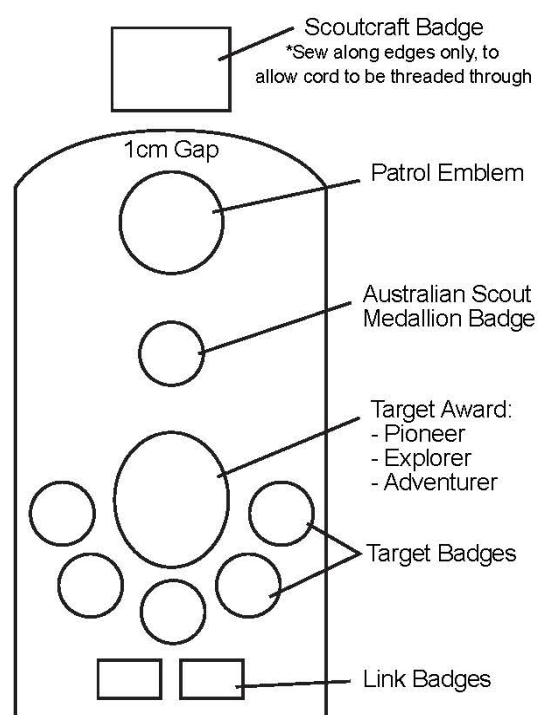 Scoutcraft Badge
*Sew along edges only, to
allow cord to be threaded through
1cm Gap
Patrol Emblem
Australian Scout
Medallion Badge
Target Award:
- Pioneer
- Explorer
- Adventurer
Target Badges
Link Badges